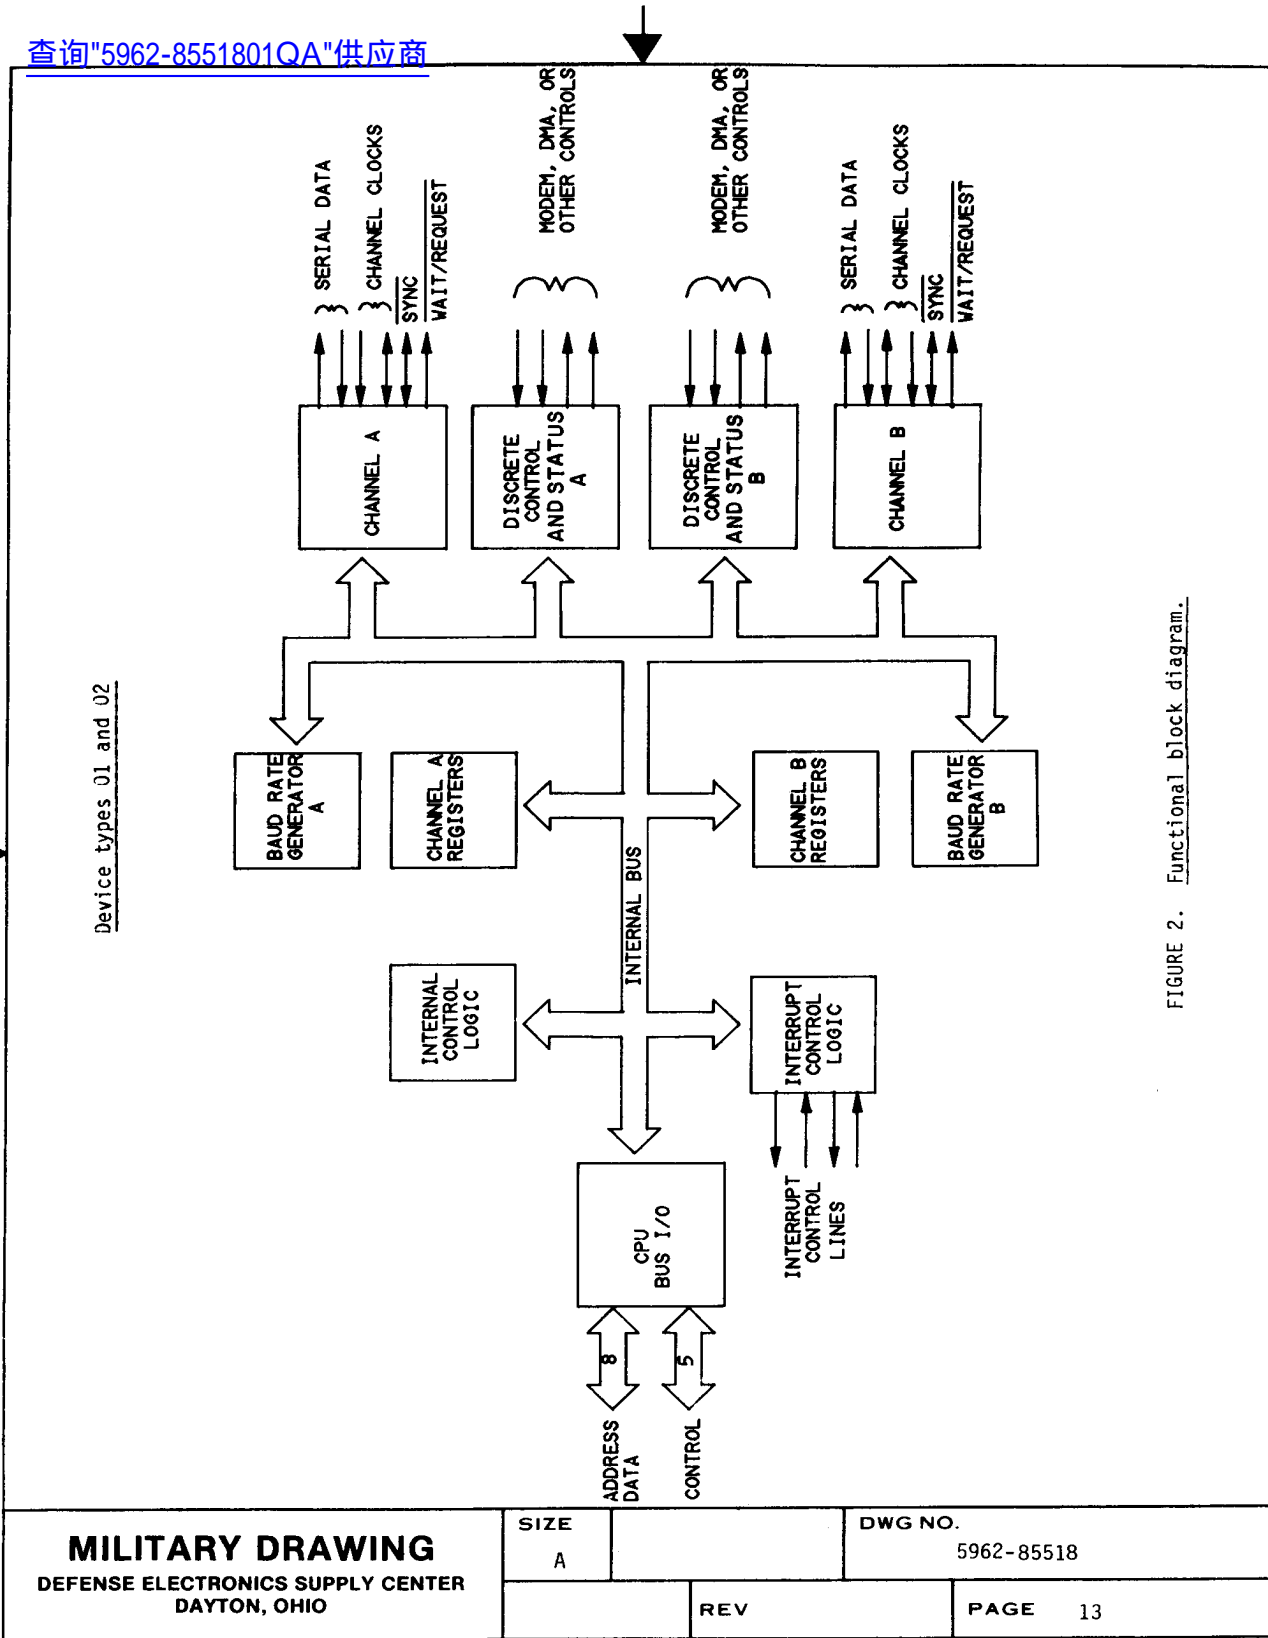 查询"5962-8551801QA"供应商
Device types 01 and 02
SERIAL DATA
CHANNEL CLOCKS
SYNC
WAIT/REQUEST
MODEM, DMA, OR
OTHER CONTROLS
MODEM, DMA, OR
OTHER CONTROLS
SERIAL DATA
CHANNEL CLOCKS
SYNC
WAIT/REQUEST
CHANNEL A
DISCRETE
CONTROL
AND STATUS
A
DISCRETE
CONTROL
AND STATUS
B
CHANNEL B
BAUD RATE
GENERATOR
A
CHANNEL A
REGISTERS
INTERNAL BUS
CHANNEL B
REGISTERS
BAUD RATE
GENERATOR
B
INTERNAL
CONTROL
LOGIC
INTERRUPT
CONTROL
LOGIC
INTERRUPT
CONTROL
LINES
CPU
BUS I/O
8
5
ADDRESS
DATA
CONTROL
FIGURE 2. Functional block diagram.
MILITARY DRAWING
DEFENSE ELECTRONICS SUPPLY CENTER
DAYTON, OHIO
SIZE
A
DWG NO.
5962-85518
REV
PAGE 13